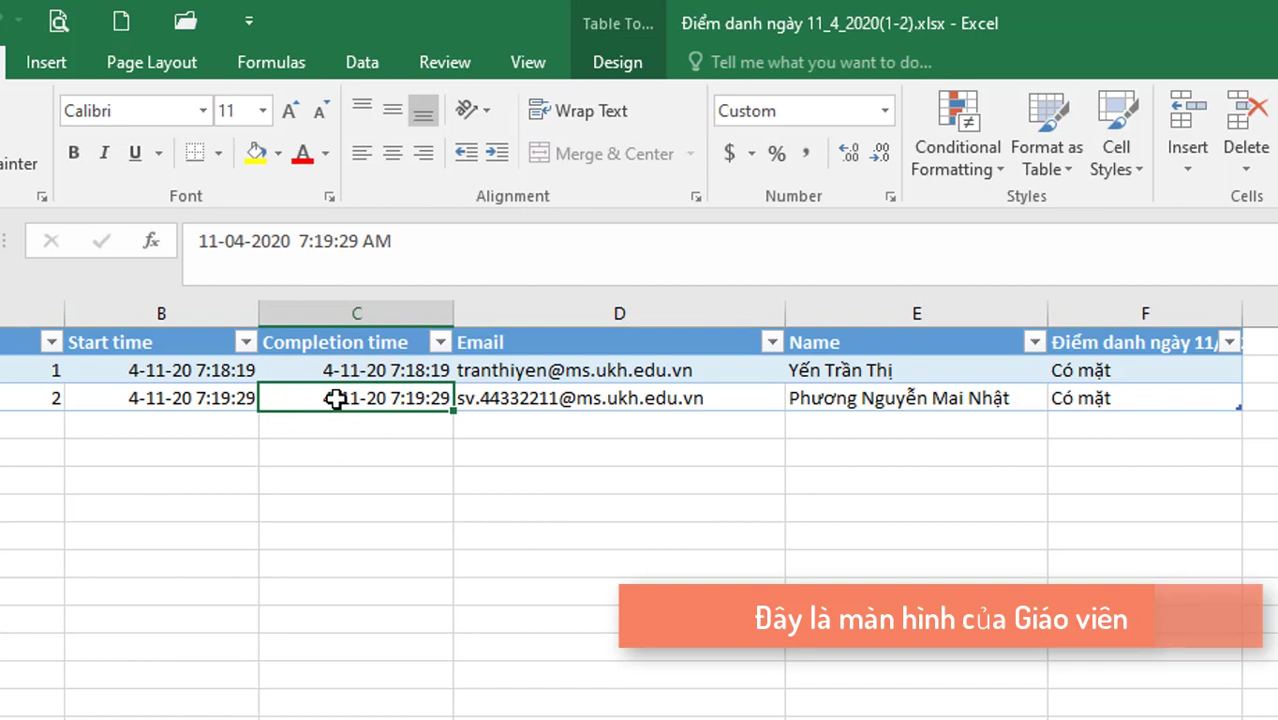 Table To...
Điểm danh ngày 11_4_2020(1-2).xlsx - Excel
Insert Page Layout Formulas Data Review View Design Tell me what you want to do...
Calibri 11 Wrap Text Custom Conditional Formatting Format as Table Cell Styles Insert Delete
ainter B I U Merge & Center $ % , .00
Font Alignment Number Styles Cells
fx 11-04-2020 7:19:29 AM
B C D E F
Start time Completion time Email Name Điểm danh ngày 11/
1 4-11-20 7:18:19 4-11-20 7:18:19 tranthiyen@ms.ukh.edu.vn Yến Trần Thị Có mặt
2 4-11-20 7:19:29 4-11-20 7:19:29 sv.44332211@ms.ukh.edu.vn Phương Nguyễn Mai Nhật Có mặt
Đây là màn hình của Giáo viên